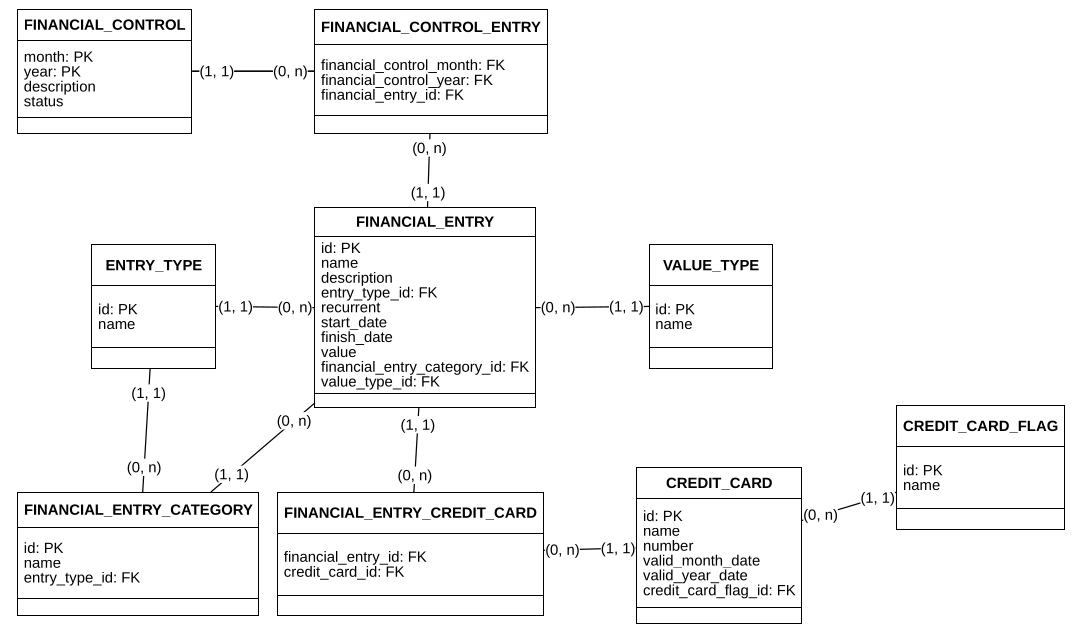 FINANCIAL_CONTROL
month: PK
year: PK
description
status
(1, 1)
(0, n)
FINANCIAL_CONTROL_ENTRY
financial_control_month: FK
financial_control_year: FK
financial_entry_id: FK
(0, n)
(1, 1)
FINANCIAL_ENTRY
id: PK
name
description
entry_type_id: FK
recurrent
start_date
finish_date
value
financial_entry_category_id: FK
value_type_id: FK
ENTRY_TYPE
id: PK
name
(1, 1)
(0, n)
(0, n)
(1, 1)
VALUE_TYPE
id: PK
name
(1, 1)
(0, n)
(0, n)
(1, 1)
(1, 1)
(0, n)
FINANCIAL_ENTRY_CATEGORY
id: PK
name
entry_type_id: FK
FINANCIAL_ENTRY_CREDIT_CARD
financial_entry_id: FK
credit_card_id: FK
(0, n)
(1, 1)
CREDIT_CARD
id: PK
name
number
valid_month_date
valid_year_date
credit_card_flag_id: FK
(0, n)
(1, 1)
CREDIT_CARD_FLAG
id: PK
name